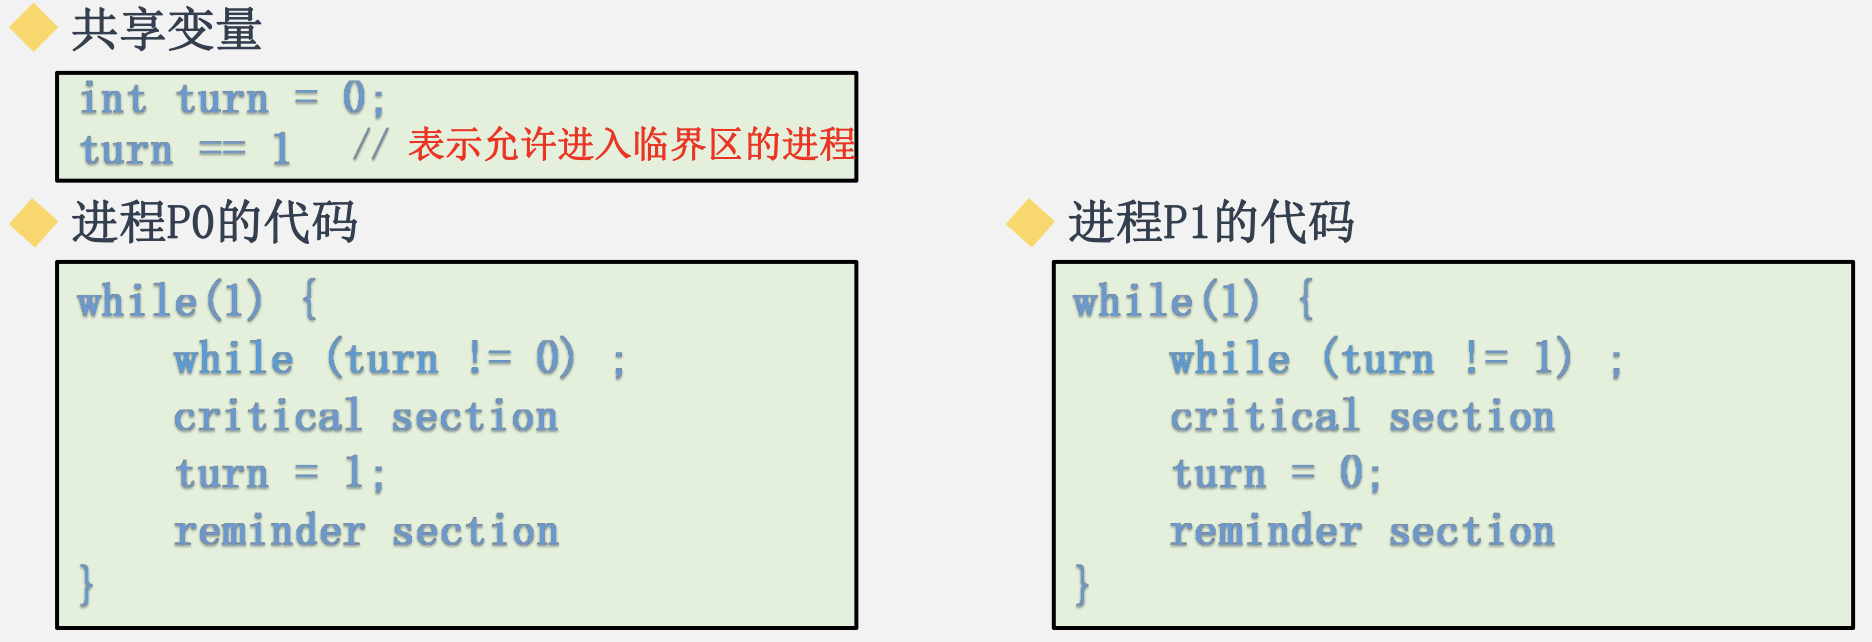 共享变量
int turn = 0;
turn == 1 // 表示允许进入临界区的进程
进程P0的代码
while(1) {
while (turn != 0) ;
critical section
turn = 1;
reminder section
}
进程P1的代码
while(1) {
while (turn != 1) ;
critical section
turn = 0;
reminder section
}